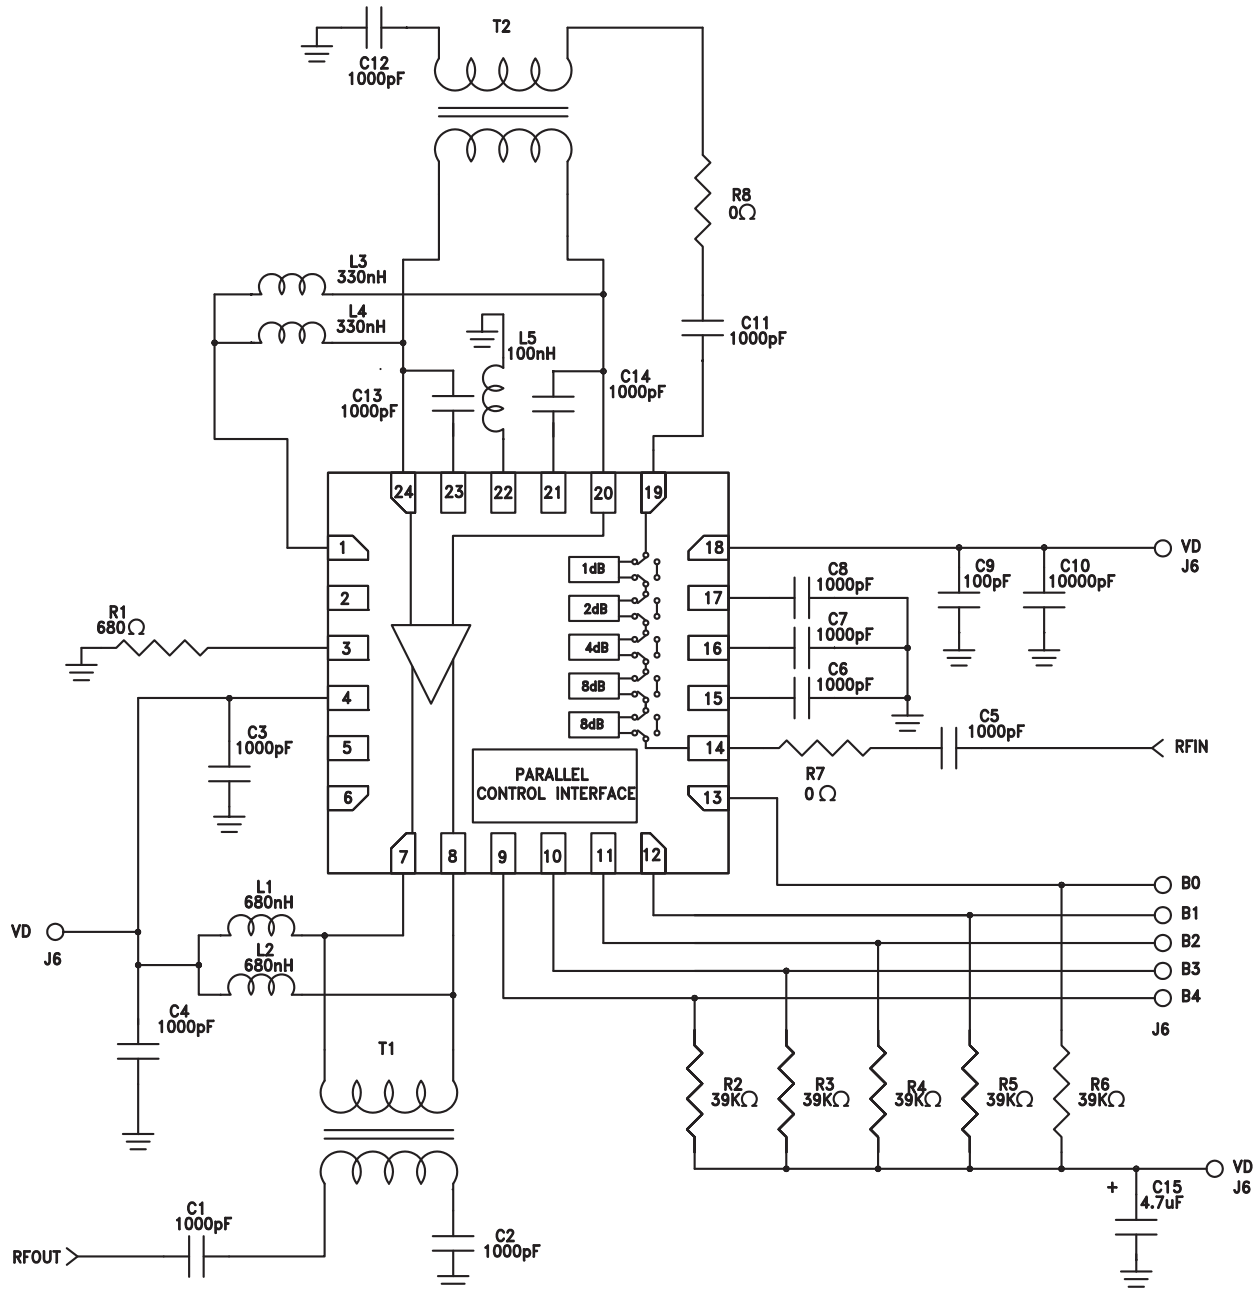 T2
C12
1000pF
R8
0Ω
L3
330nH
L4
330nH
C11
1000pF
L5
100nH
C13
1000pF
C14
1000pF
24
23
22
21
20
19
1
2
3
4
5
6
18
17
16
15
14
13
7
8
9
10
11
12
1dB
2dB
4dB
8dB
8dB
PARALLEL
CONTROL INTERFACE
VD
J6
C8
1000pF
C9
100pF
C10
10000pF
C7
1000pF
C6
1000pF
R1
680Ω
C3
1000pF
C5
1000pF
RFIN
R7
0 Ω
B0
B1
B2
B3
B4
J6
L1
680nH
L2
680nH
VD
J6
C4
1000pF
T1
R2
39KΩ
R3
39KΩ
R4
39KΩ
R5
39KΩ
R6
39KΩ
VD
J6
+
C15
4.7uF
C1
1000pF
C2
1000pF
RFOUT